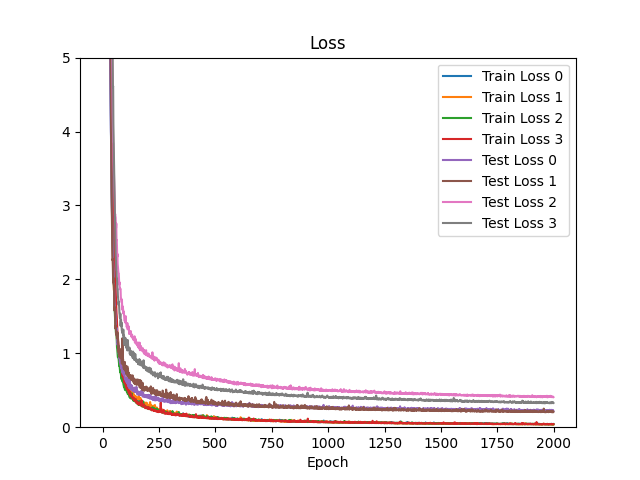 Loss
5
4
3
2
1
0
Train Loss 0
Train Loss 1
Train Loss 2
Train Loss 3
Test Loss 0
Test Loss 1
Test Loss 2
Test Loss 3
0 250 500 750 1000 1250 1500 1750 2000
Epoch